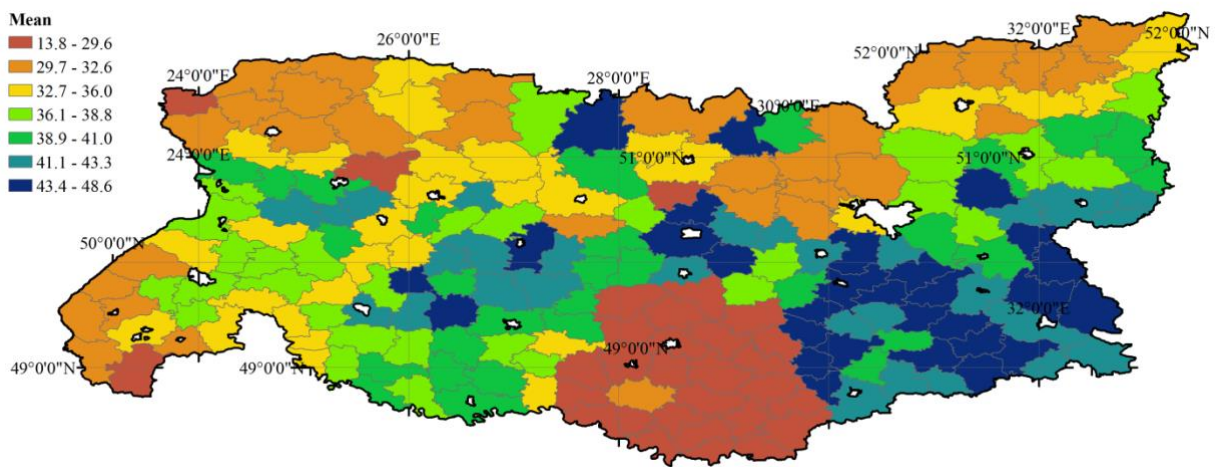 Mean
13.8 - 29.6
29.7 - 32.6
32.7 - 36.0
36.1 - 38.8
38.9 - 41.0
41.1 - 43.3
43.4 - 48.6
26°0'0"E
32°0'0"E
52°0'0"N
52°0'0"N
24°0'0"E
28°0'0"E
30°0'0"E
24°0'0"E
51°0'0"N
51°0'0"N
50°0'0"N
32°0'0"E
49°0'0"N
49°0'0"N
49°0'0"N